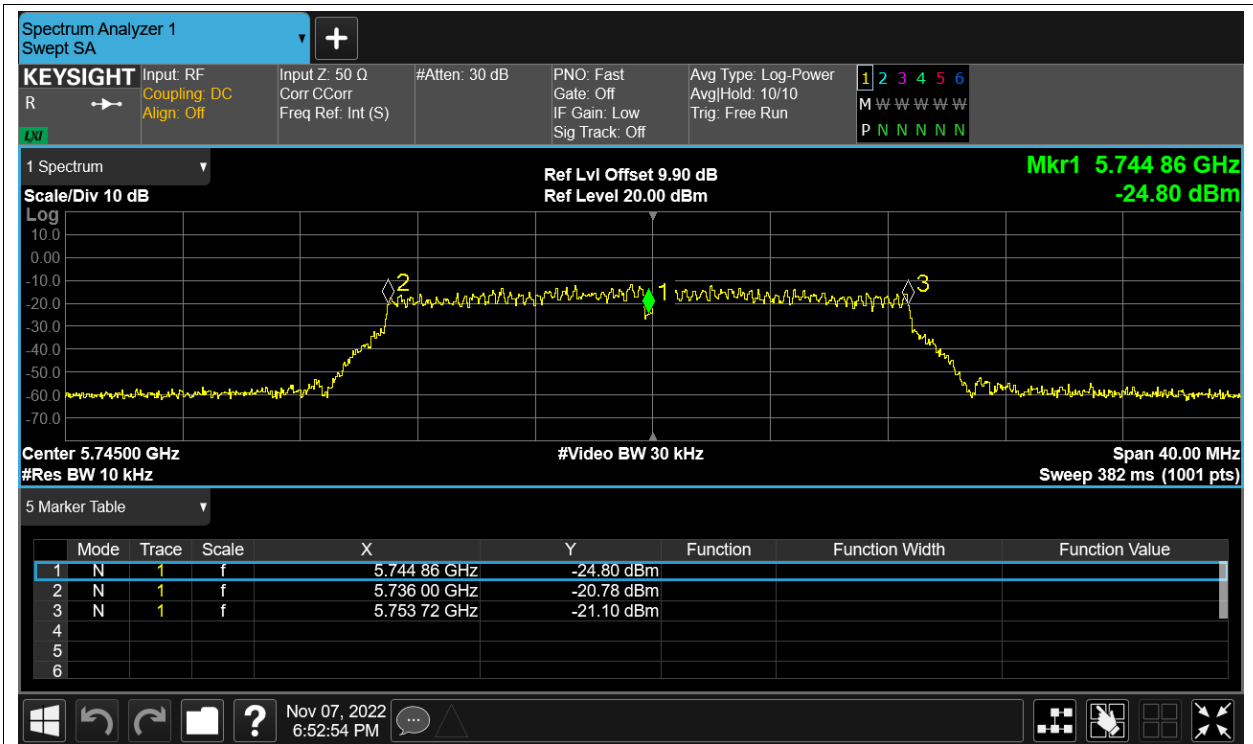 Spectrum Analyzer 1
Swept SA
+
KEYSIGHT
R
LXI
Input: RF
Coupling: DC
Align: Off
Input Z: 50 Ω
Corr CCorr
Freq Ref: Int (S)
#Atten: 30 dB
PNO: Fast
Gate: Off
IF Gain: Low
Sig Track: Off
Avg Type: Log-Power
Avg|Hold: 10/10
Trig: Free Run
1 2 3 4 5 6
M W W W W W
P N N N N N
1 Spectrum
Scale/Div 10 dB
Ref Lvl Offset 9.90 dB
Ref Level 20.00 dBm
Mkr1 5.744 86 GHz
-24.80 dBm
Log
10.0
0.00
-10.0
-20.0
-30.0
-40.0
-50.0
-60.0
-70.0
2
1
3
Center 5.74500 GHz
#Res BW 10 kHz
#Video BW 30 kHz
Span 40.00 MHz
Sweep 382 ms (1001 pts)
5 Marker Table
Mode Trace Scale X Y Function Function Width Function Value
1 N 1 f 5.744 86 GHz -24.80 dBm
2 N 1 f 5.736 00 GHz -20.78 dBm
3 N 1 f 5.753 72 GHz -21.10 dBm
4
5
6
?
Nov 07, 2022
6:52:54 PM